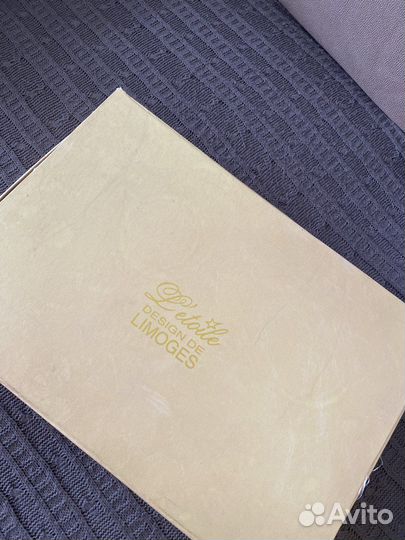 L'etoile
DESIGN DE
LIMOGES
Avito